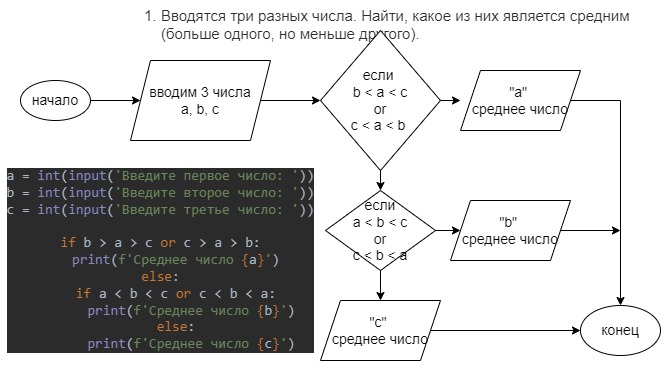 1. Вводятся три разных числа. Найти, какое из них является средним
(больше одного, но меньше другого).
начало
вводим 3 числа
a, b, c
если
b < a < c
or
c < a < b
"a"
среднее число
a = int(input('Введите первое число: '))
b = int(input('Введите второе число: '))
c = int(input('Введите третье число: '))
if b > a > c or c > a > b:
print(f'Среднее число {a}')
else:
if a < b < c or c < b < a:
print(f'Среднее число {b}')
else:
print(f'Среднее число {c}')
если
a < b < c
or
c < b < a
"b"
среднее число
"c"
среднее число
конец